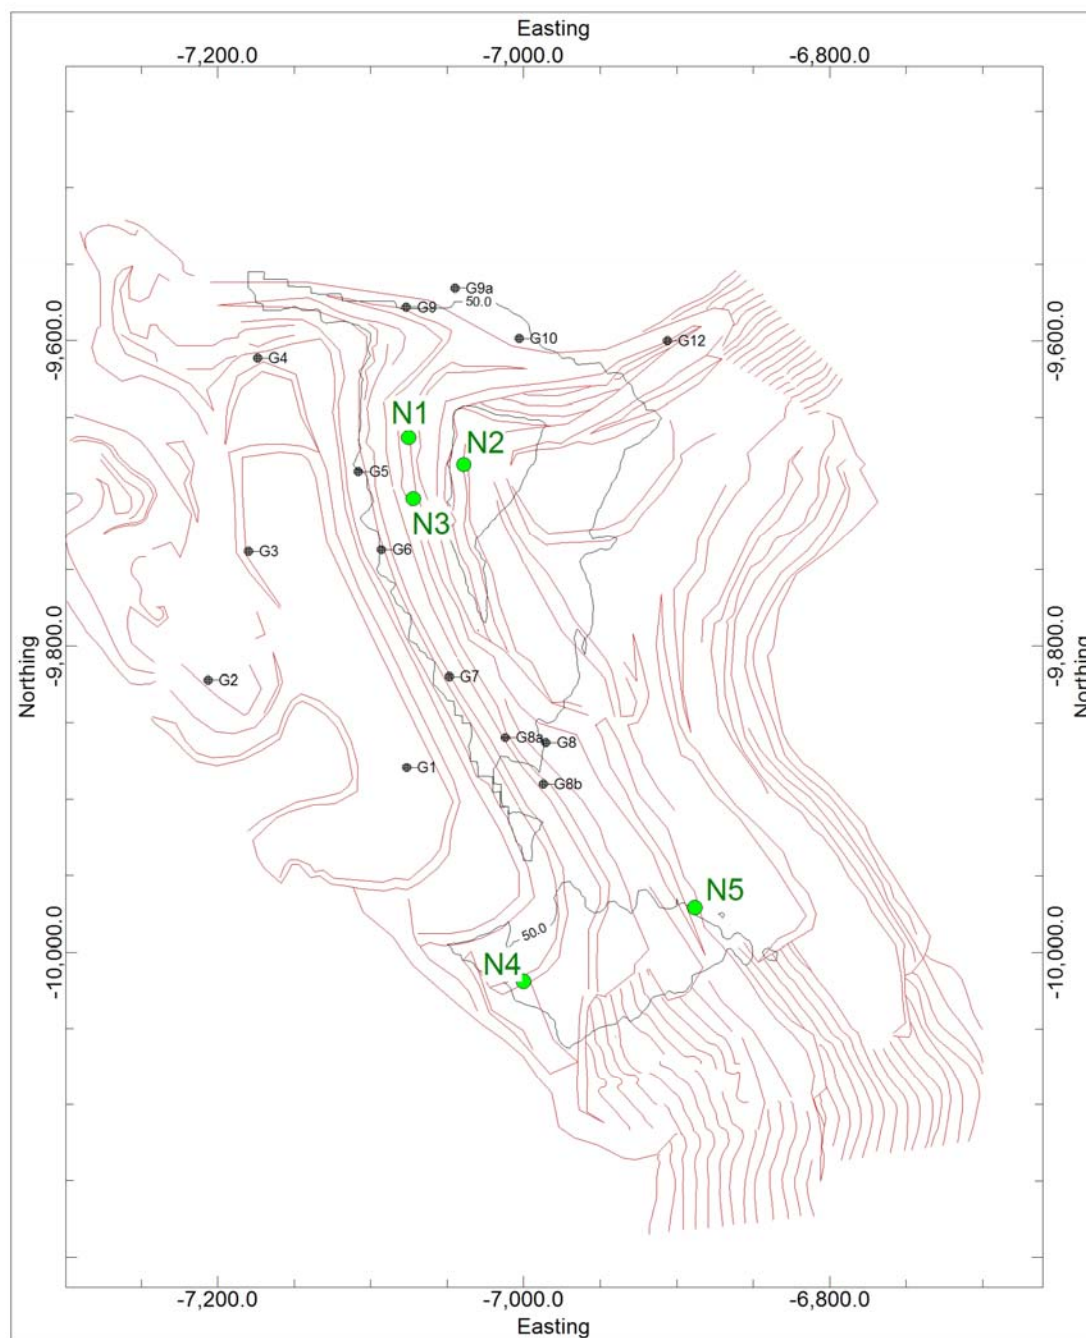 Easting
-7,200.0 -7,000.0 -6,800.0
G9a
50.0
G9
G10
G12
-9,600.0 -9,600.0
G4
N1
N2
G5
N3
G6
G3
-9,800.0 -9,800.0
G7
G2
Northing Northing
G8a G8
G1
G8b
N5
50.0
-10,000.0 -10,000.0
N4
-7,200.0 -7,000.0 -6,800.0
Easting